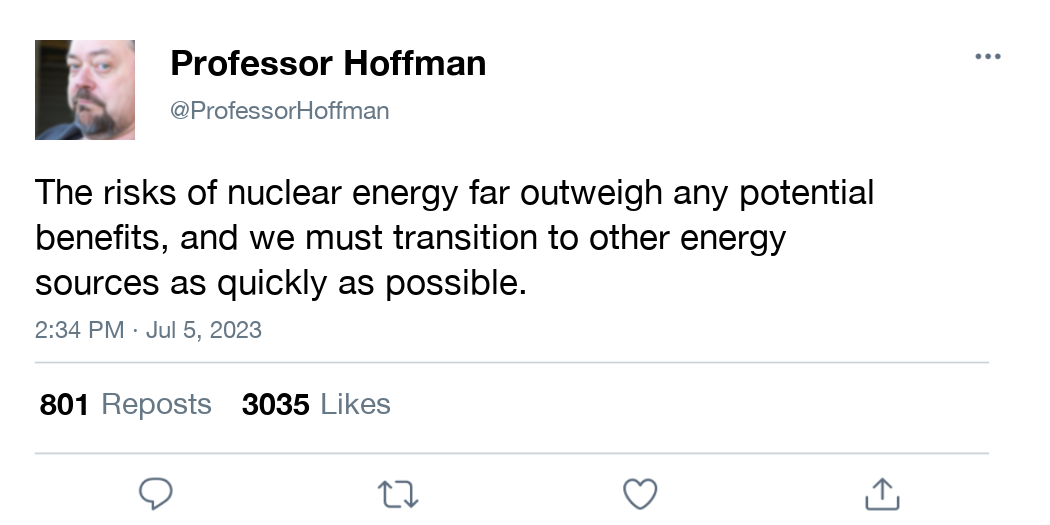 Professor Hoffman
@ProfessorHoffman
The risks of nuclear energy far outweigh any potential
benefits, and we must transition to other energy
sources as quickly as possible.
2:34 PM · Jul 5, 2023
801 Reposts 3035 Likes